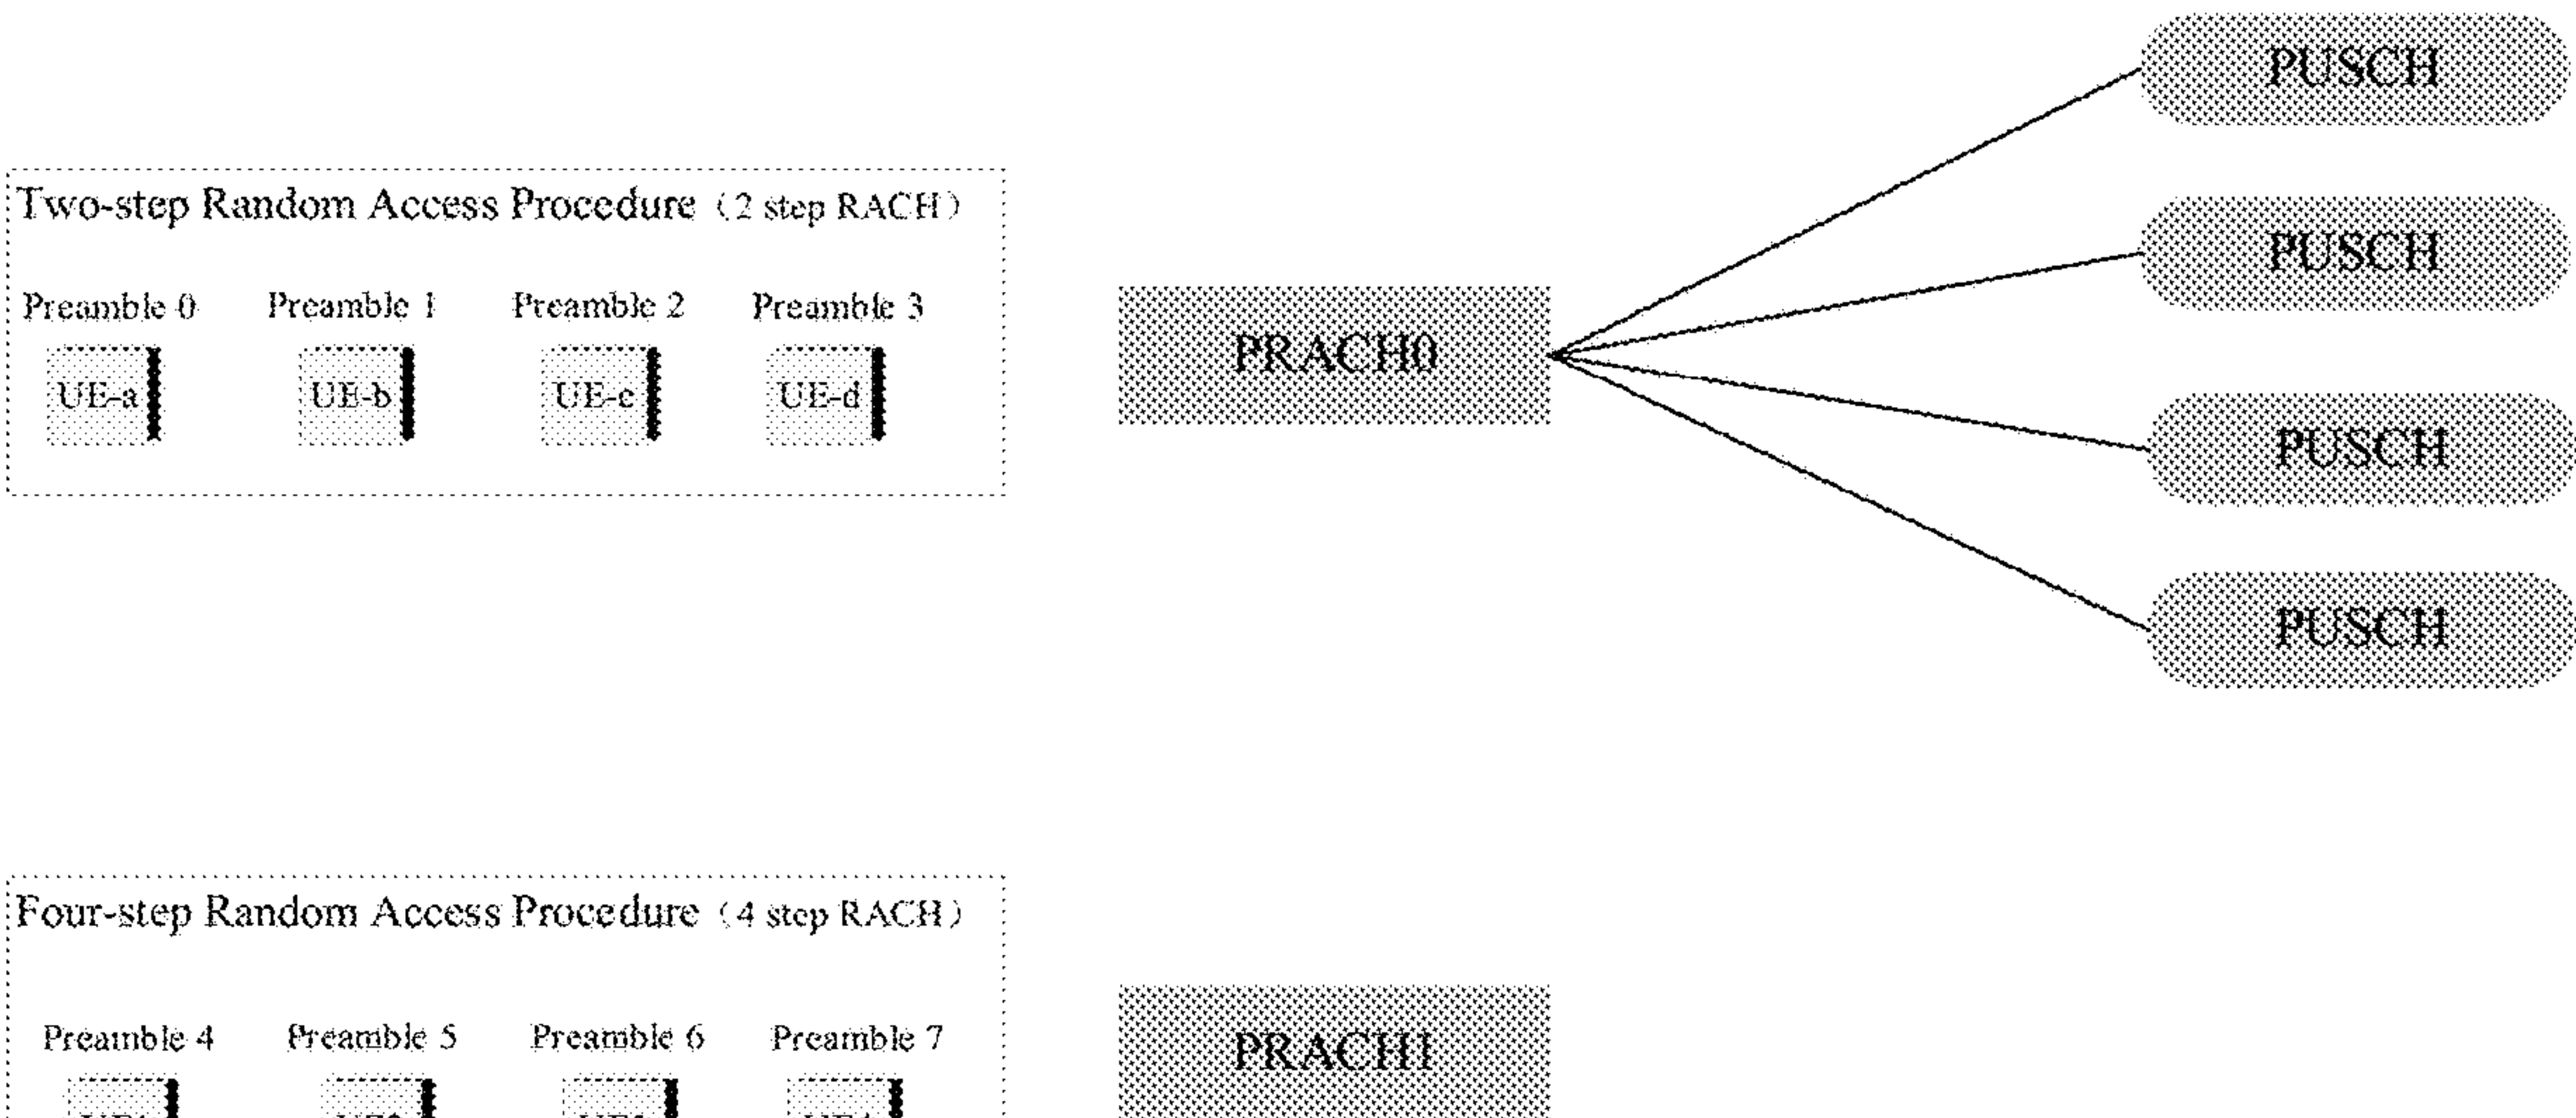 PUSCH
Two-step Random Access Procedure (2 step RACH)
PUSCH
Preamble 0 Preamble 1 Preamble 2 Preamble 3
PRACH0
UE-a UE-b UE-c UE-d
PUSCH
PUSCH
Four-step Random Access Procedure (4 step RACH)
Preamble 4 Preamble 5 Preamble 6 Preamble 7
PRACH1